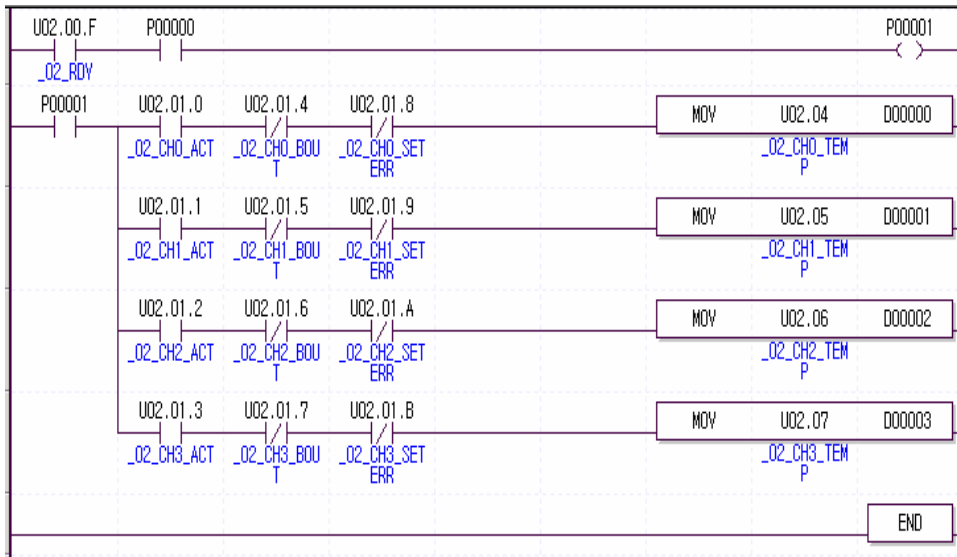 U02.00.F P00000 P00001
_02_RDY
P00001 U02.01.0 U02.01.4 U02.01.8 MOV U02.04 D00000
_02_CH0_ACT _02_CH0_BOU _02_CH0_SET _02_CH0_TEM
T ERR P
U02.01.1 U02.01.5 U02.01.9 MOV U02.05 D00001
_02_CH1_ACT _02_CH1_BOU _02_CH1_SET _02_CH1_TEM
T ERR P
U02.01.2 U02.01.6 U02.01.A MOV U02.06 D00002
_02_CH2_ACT _02_CH2_BOU _02_CH2_SET _02_CH2_TEM
T ERR P
U02.01.3 U02.01.7 U02.01.B MOV U02.07 D00003
_02_CH3_ACT _02_CH3_BOU _02_CH3_SET _02_CH3_TEM
T ERR P
END